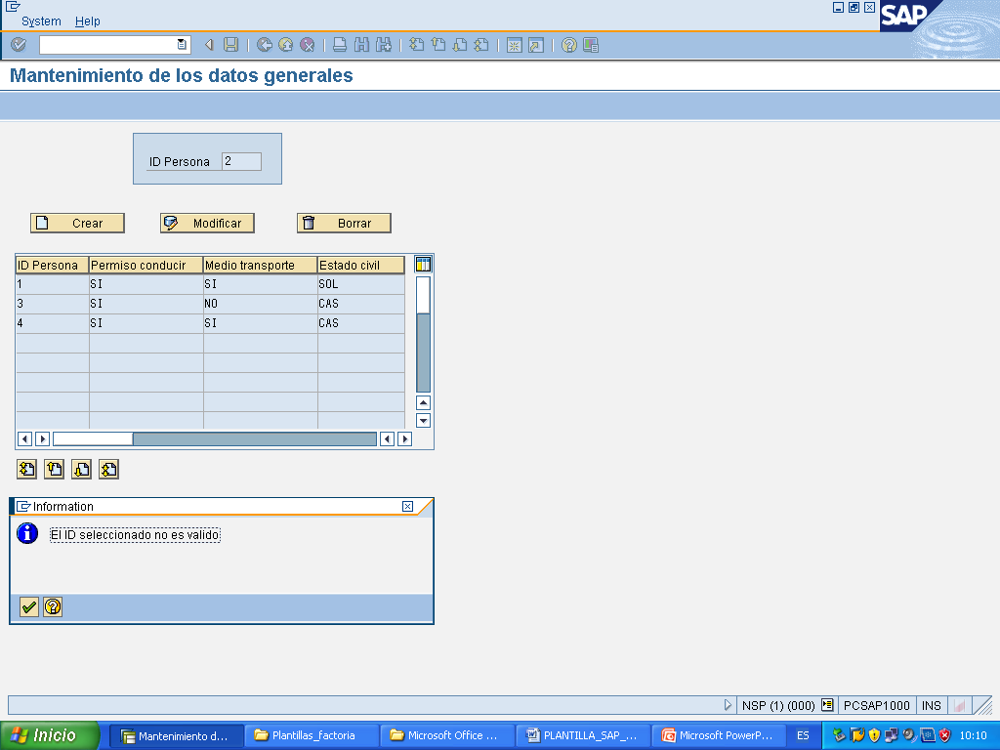 System Help
SAP
Mantenimiento de los datos generales
ID Persona 2
Crear Modificar Borrar
ID Persona Permiso conducir Medio transporte Estado civil
1 SI SI SOL
3 SI NO CAS
4 SI SI CAS
Information
El ID seleccionado no es valido
NSP (1) (000) PCSAP1000 INS
Inicio Mantenimiento d... Plantillas_factoria Microsoft Office ... PLANTILLA_SAP_... Microsoft PowerP... ES 10:10